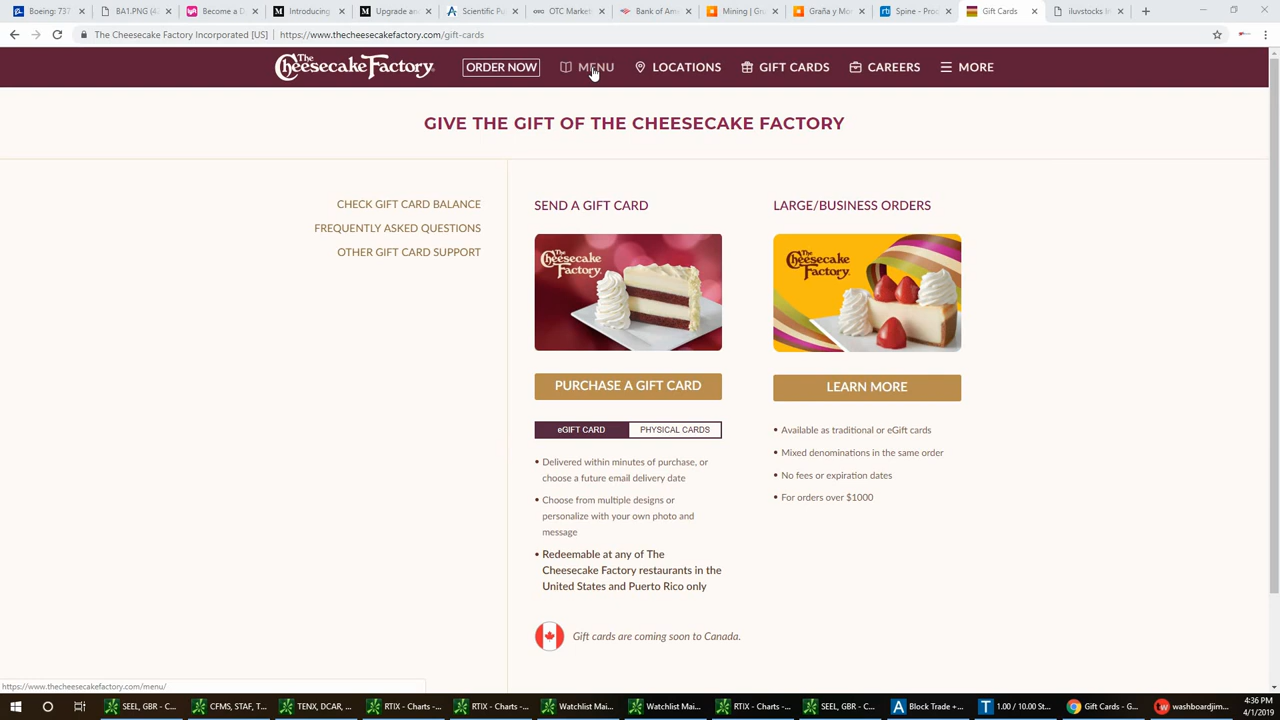 Boeing: 737
BA1.PNG (42
Become a D
Introducing
Upgrade an
Scientific Pu
OTC Market
Bank of Ame
Mining | Gra
Graña y Mo
Spine - Prod
Gift Cards
iluvstocks In
The Cheesecake Factory Incorporated [US] | https://www.thecheesecakefactory.com/gift-cards
The Cheesecake Factory
ORDER NOW
MENU
LOCATIONS
GIFT CARDS
CAREERS
MORE
GIVE THE GIFT OF THE CHEESECAKE FACTORY
CHECK GIFT CARD BALANCE
FREQUENTLY ASKED QUESTIONS
OTHER GIFT CARD SUPPORT
SEND A GIFT CARD
The Cheesecake Factory
PURCHASE A GIFT CARD
eGIFT CARD
PHYSICAL CARDS
• Delivered within minutes of purchase, or
choose a future email delivery date
• Choose from multiple designs or
personalize with your own photo and
message
• Redeemable at any of The
Cheesecake Factory restaurants in the
United States and Puerto Rico only
Gift cards are coming soon to Canada.
LARGE/BUSINESS ORDERS
The Cheesecake Factory
LEARN MORE
• Available as traditional or eGift cards
• Mixed denominations in the same order
• No fees or expiration dates
• For orders over $1000
https://www.thecheesecakefactory.com/menu/
SEEL, GBR - C...
CFMS, STAF, T...
TENX, DCAR, ...
RTIX - Charts -...
RTIX - Charts -...
Watchlist Mai...
Watchlist Mai...
RTIX - Charts -...
SEEL, GBR - C...
Block Trade +...
1.00 / 10.00 St...
Gift Cards - G...
washboardjim...
4:36 PM
4/1/2019